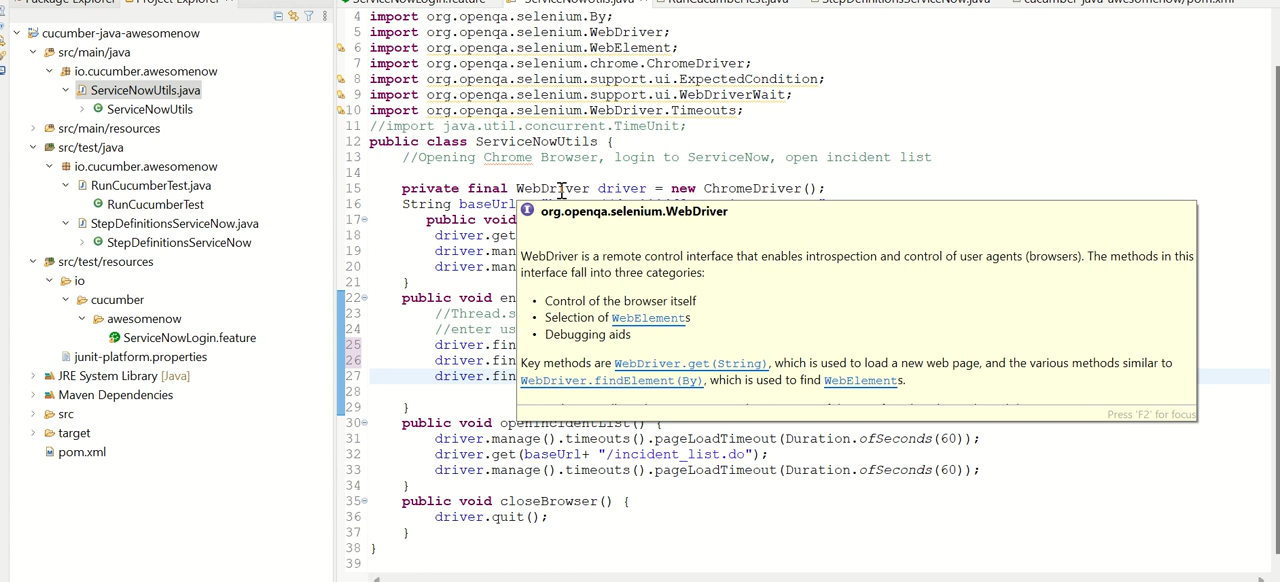 Package Explorer
Project Explorer
ServiceNowLogin.feature
ServiceNowUtils.java
RunCucumberTest.java
StepDefinitionsServiceNow.java
cucumber-java-awesomenow/pom.xml
cucumber-java-awesomenow
src/main/java
io.cucumber.awesomenow
ServiceNowUtils.java
ServiceNowUtils
src/main/resources
src/test/java
io.cucumber.awesomenow
RunCucumberTest.java
RunCucumberTest
StepDefinitionsServiceNow.java
StepDefinitionsServiceNow
src/test/resources
io
cucumber
awesomenow
ServiceNowLogin.feature
junit-platform.properties
JRE System Library [Java]
Maven Dependencies
src
target
pom.xml
4 import org.openqa.selenium.By;
5 import org.openqa.selenium.WebDriver;
6 import org.openqa.selenium.WebElement;
7 import org.openqa.selenium.chrome.ChromeDriver;
8 import org.openqa.selenium.support.ui.ExpectedCondition;
9 import org.openqa.selenium.support.ui.WebDriverWait;
10 import org.openqa.selenium.WebDriver.Timeouts;
11 //import java.util.concurrent.TimeUnit;
12 public class ServiceNowUtils {
13 //Opening Chrome Browser, login to ServiceNow, open incident list
14
15 private final WebDriver driver = new ChromeDriver();
16 String baseUrl
17 public void
18 driver.get
19 driver.man
20 driver.man
21 }
22 public void en
23 //Thread.s
24 //enter us
25 driver.fin
26 driver.fin
27 driver.fin
28
29 }
30 public void openIncidentList() {
31 driver.manage().timeouts().pageLoadTimeout(Duration.ofSeconds(60));
32 driver.get(baseUrl+ "/incident_list.do");
33 driver.manage().timeouts().pageLoadTimeout(Duration.ofSeconds(60));
34 }
35 public void closeBrowser() {
36 driver.quit();
37 }
38 }
39
org.openqa.selenium.WebDriver
WebDriver is a remote control interface that enables introspection and control of user agents (browsers). The methods in this
interface fall into three categories:
• Control of the browser itself
• Selection of WebElements
• Debugging aids
Key methods are WebDriver.get(String), which is used to load a new web page, and the various methods similar to
WebDriver.findElement(By), which is used to find WebElements.
Press 'F2' for focus